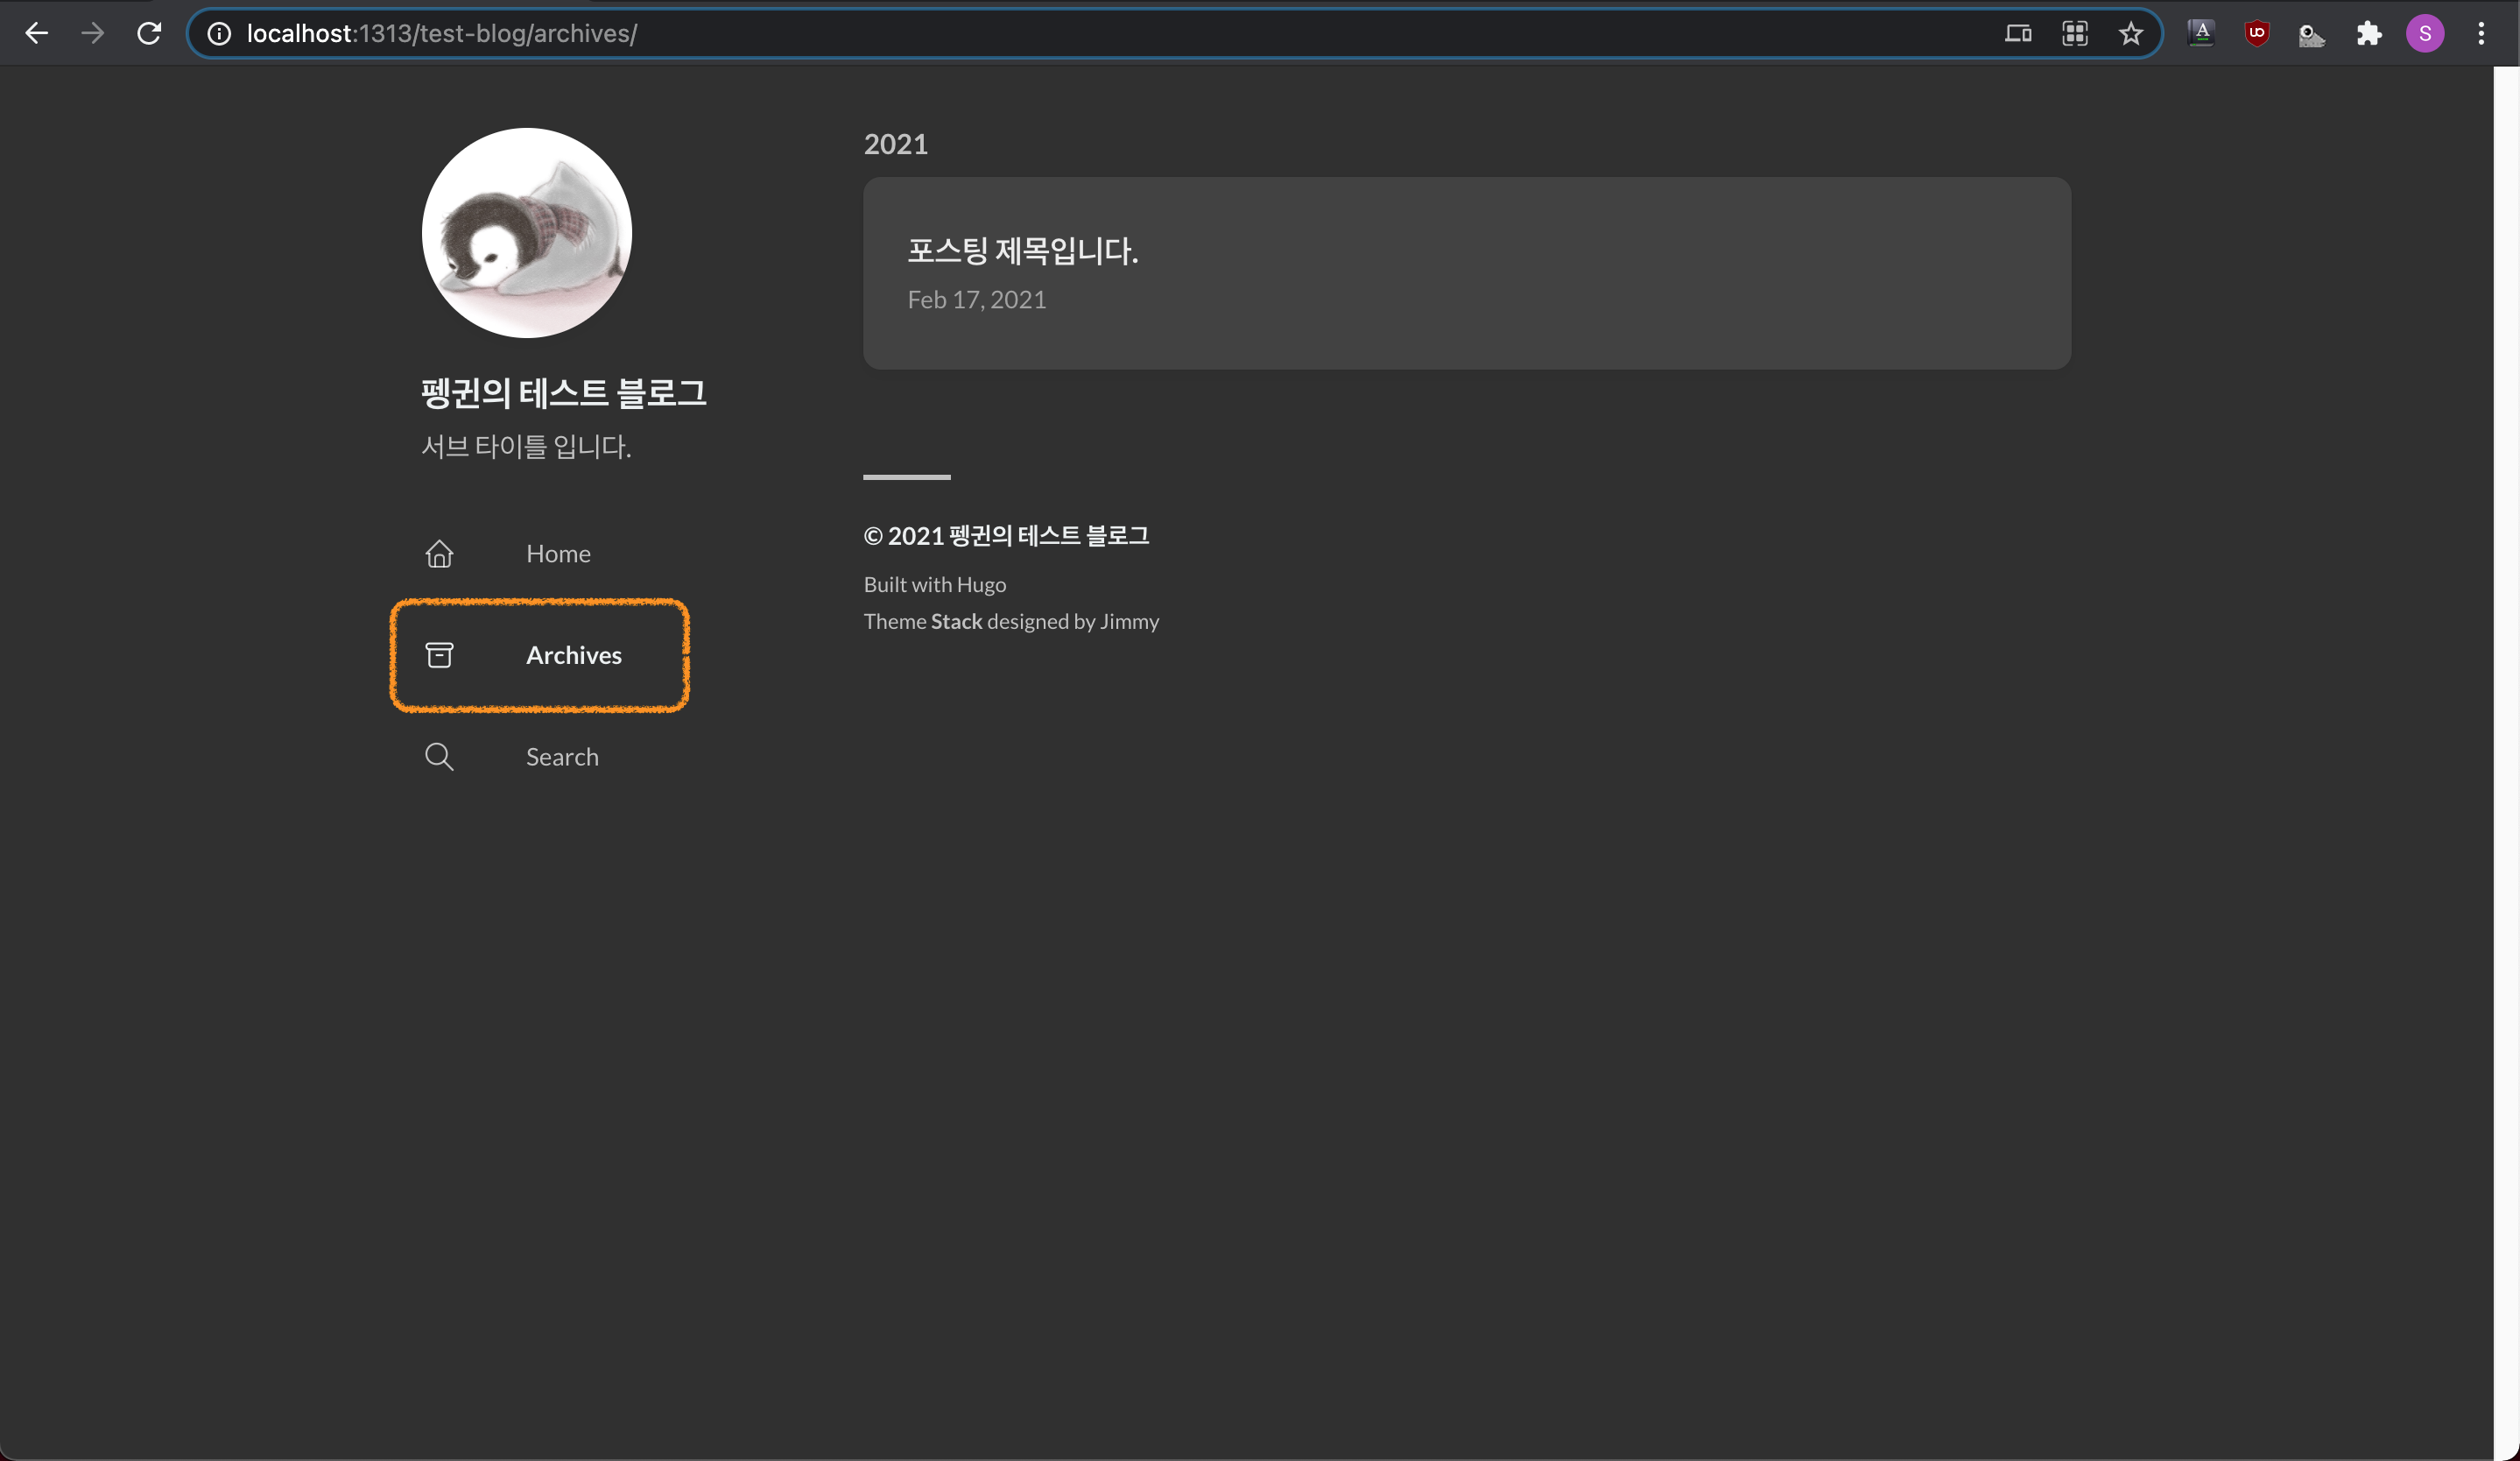 localhost:1313/test-blog/archives/
A
UO
S
펭귄의 테스트 블로그
서브 타이틀 입니다.
Home
Archives
Search
2021
포스팅 제목입니다.
Feb 17, 2021
© 2021 펭귄의 테스트 블로그
Built with Hugo
Theme Stack designed by Jimmy